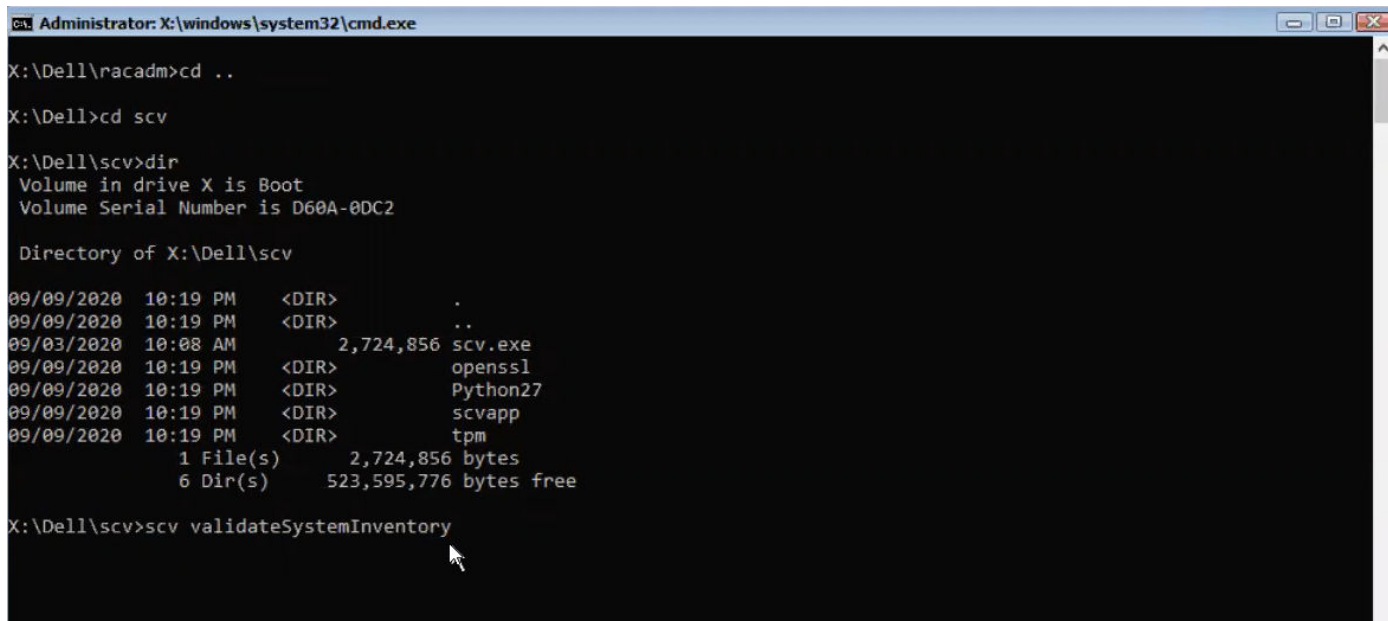 Administrator: X:\windows\system32\cmd.exe
X:\Dell\racadm>cd ..
X:\Dell>cd scv
X:\Dell\scv>dir
 Volume in drive X is Boot
 Volume Serial Number is D60A-0DC2
 Directory of X:\Dell\scv
09/09/2020  10:19 PM    <DIR>          .
09/09/2020  10:19 PM    <DIR>          ..
09/03/2020  10:08 AM         2,724,856 scv.exe
09/09/2020  10:19 PM    <DIR>          openssl
09/09/2020  10:19 PM    <DIR>          Python27
09/09/2020  10:19 PM    <DIR>          scvapp
09/09/2020  10:19 PM    <DIR>          tpm
               1 File(s)      2,724,856 bytes
               6 Dir(s)     523,595,776 bytes free
X:\Dell\scv>scv validateSystemInventory